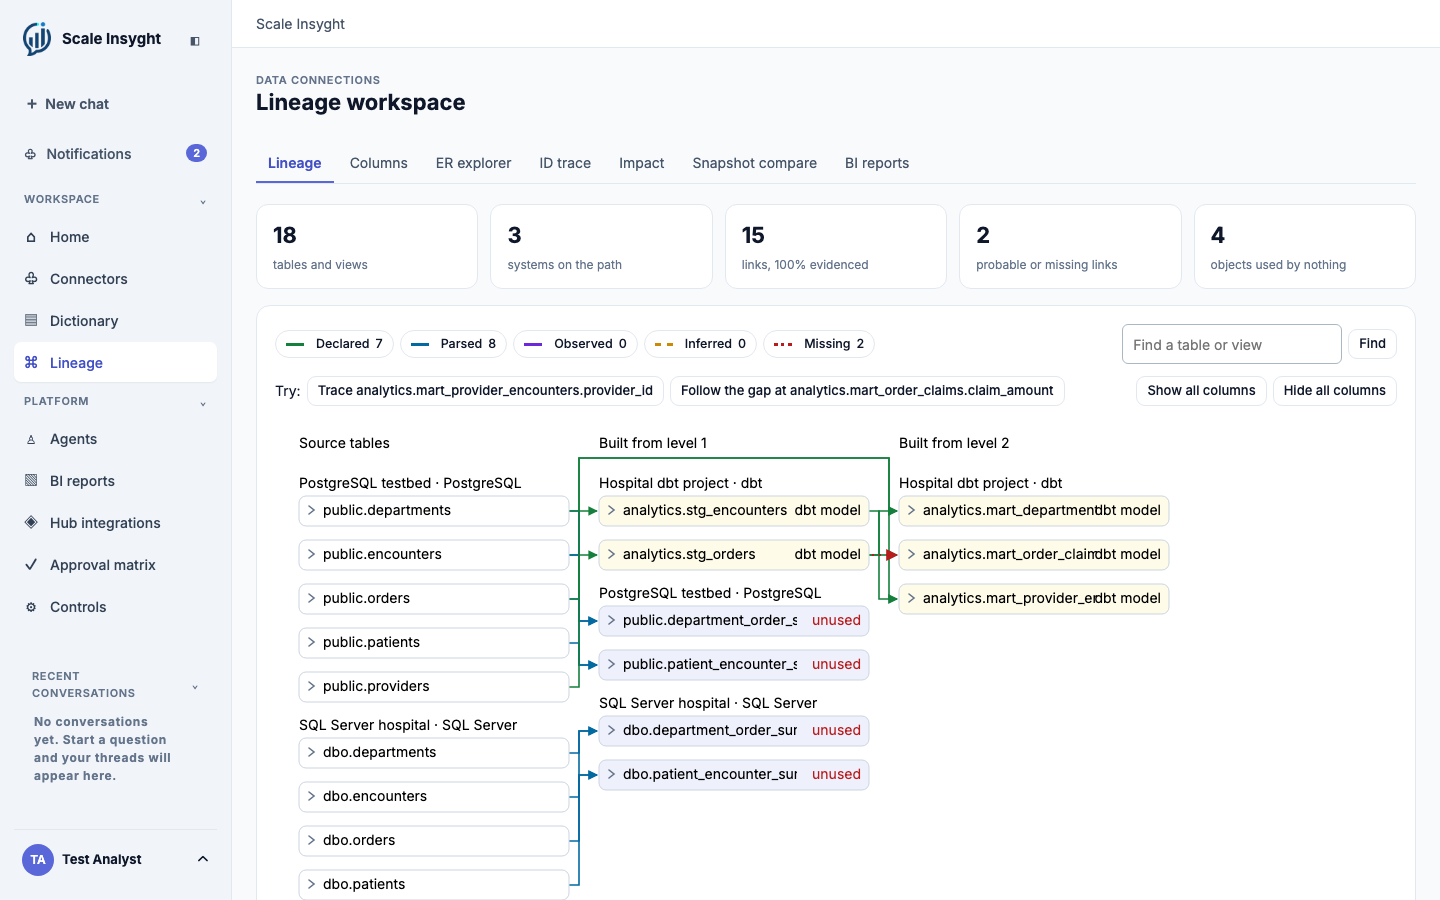 Scale Insyght
Scale Insyght
+ New chat
Notifications 2
WORKSPACE
Home
Connectors
Dictionary
Lineage
PLATFORM
Agents
BI reports
Hub integrations
Approval matrix
Controls
RECENT
CONVERSATIONS
No conversations
yet. Start a question
and your threads will
appear here.
TA Test Analyst
DATA CONNECTIONS
Lineage workspace
Lineage Columns ER explorer ID trace Impact Snapshot compare BI reports
18
tables and views
3
systems on the path
15
links, 100% evidenced
2
probable or missing links
4
objects used by nothing
Declared 7 Parsed 8 Observed 0 Inferred 0 Missing 2
Find a table or view Find
Try: Trace analytics.mart_provider_encounters.provider_id Follow the gap at analytics.mart_order_claims.claim_amount
Show all columns Hide all columns
Source tables
PostgreSQL testbed · PostgreSQL
public.departments
public.encounters
public.orders
public.patients
public.providers
SQL Server hospital · SQL Server
dbo.departments
dbo.encounters
dbo.orders
dbo.patients
Built from level 1
Hospital dbt project · dbt
analytics.stg_encounters dbt model
analytics.stg_orders dbt model
PostgreSQL testbed · PostgreSQL
public.department_order_s unused
public.patient_encounter_s unused
SQL Server hospital · SQL Server
dbo.department_order_sur unused
dbo.patient_encounter_sur unused
Built from level 2
Hospital dbt project · dbt
analytics.mart_department dbt model
analytics.mart_order_claim dbt model
analytics.mart_provider_e dbt model